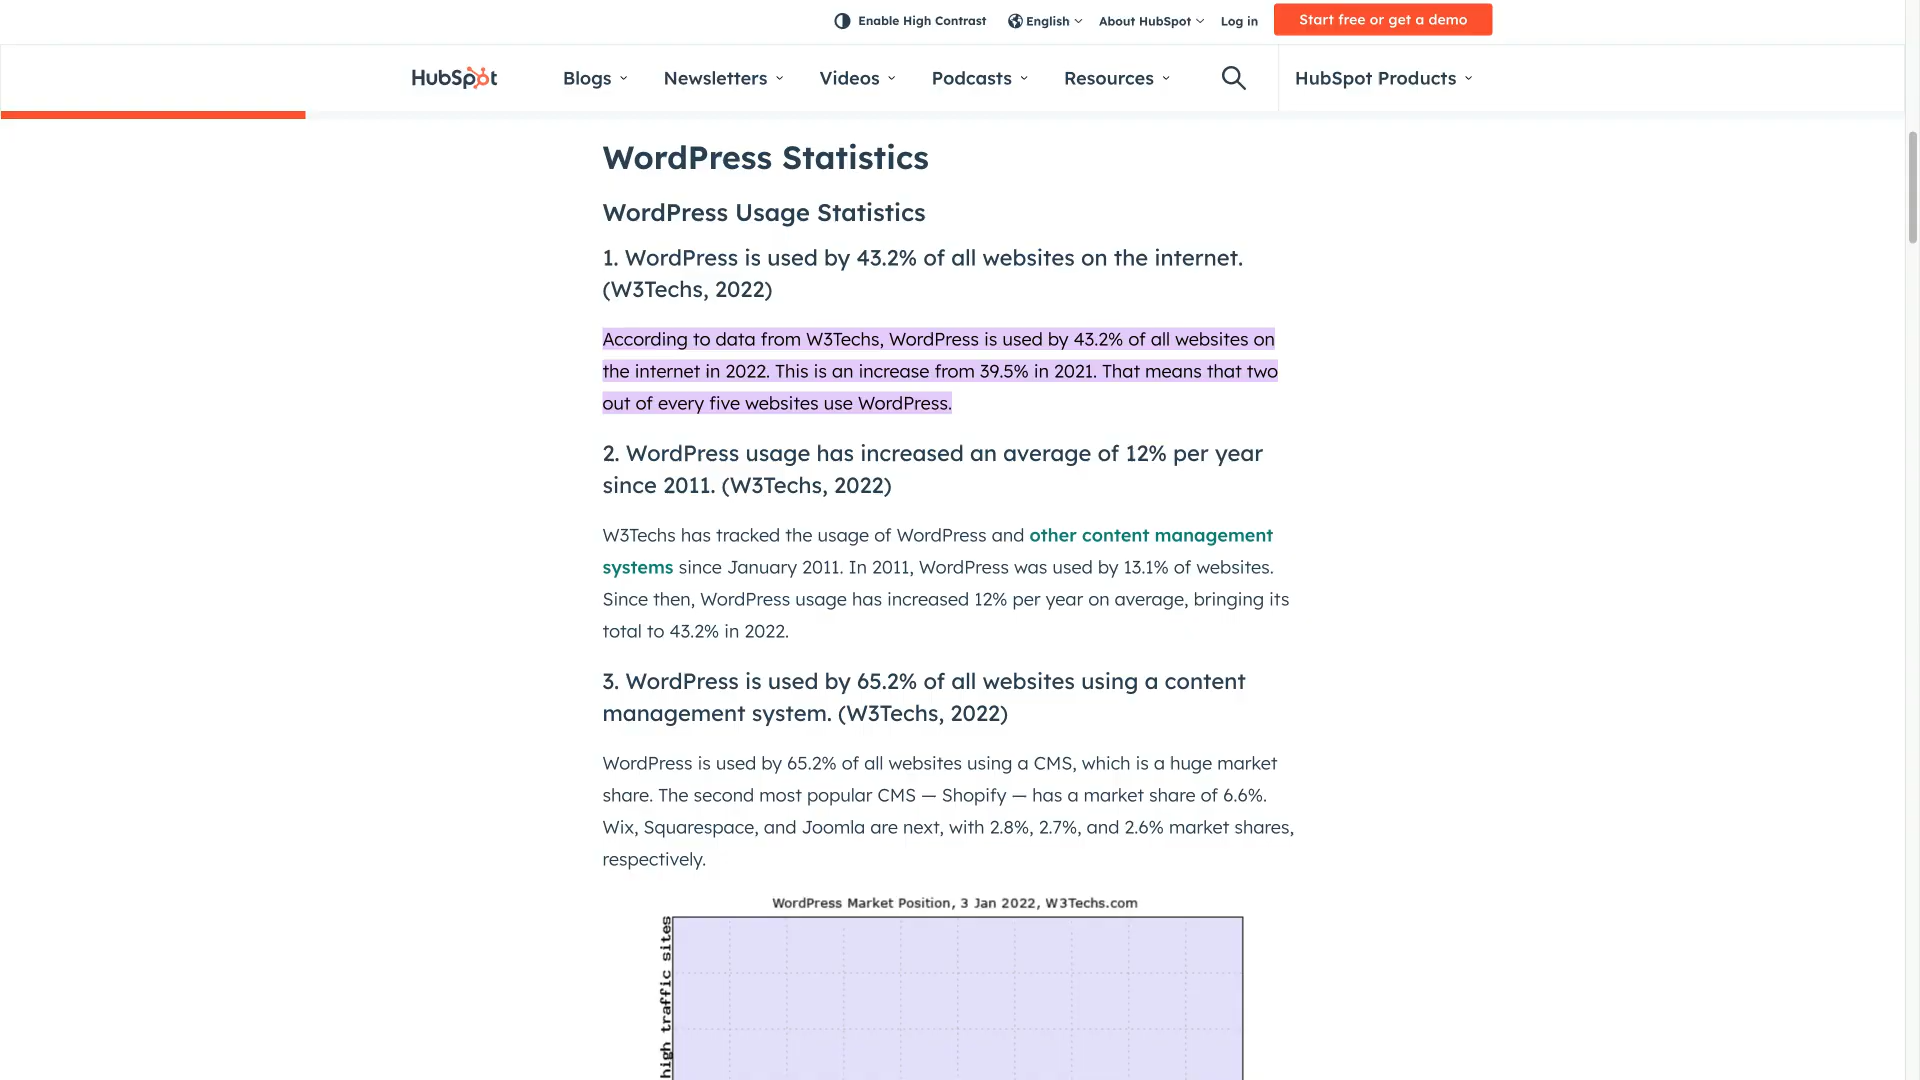 Enable High Contrast English About HubSpot Log in Start free or get a demo
HubSpot Blogs Newsletters Videos Podcasts Resources HubSpot Products
WordPress Statistics
WordPress Usage Statistics
1. WordPress is used by 43.2% of all websites on the internet.
(W3Techs, 2022)
According to data from W3Techs, WordPress is used by 43.2% of all websites on
the internet in 2022. This is an increase from 39.5% in 2021. That means that two
out of every five websites use WordPress.
2. WordPress usage has increased an average of 12% per year
since 2011. (W3Techs, 2022)
W3Techs has tracked the usage of WordPress and other content management
systems since January 2011. In 2011, WordPress was used by 13.1% of websites.
Since then, WordPress usage has increased 12% per year on average, bringing its
total to 43.2% in 2022.
3. WordPress is used by 65.2% of all websites using a content
management system. (W3Techs, 2022)
WordPress is used by 65.2% of all websites using a CMS, which is a huge market
share. The second most popular CMS — Shopify — has a market share of 6.6%.
Wix, Squarespace, and Joomla are next, with 2.8%, 2.7%, and 2.6% market shares,
respectively.
WordPress Market Position, 3 Jan 2022, W3Techs.com
high traffic sites